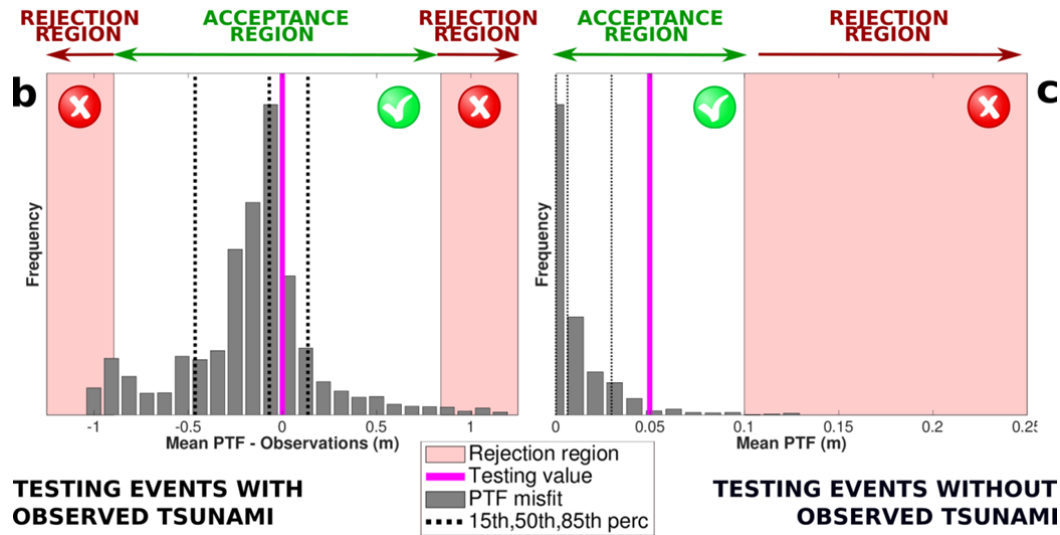 REJECTION
REGION
ACCEPTANCE
REGION
REJECTION
REGION
ACCEPTANCE
REGION
REJECTION
REGION
b
c
Frequency
-1
-0.5
0
0.5
1
Mean PTF - Observations (m)
Frequency
0
0.05
0.1
0.15
0.2
0.25
Mean PTF (m)
Rejection region
Testing value
PTF misfit
15th,50th,85th perc
TESTING EVENTS WITH
OBSERVED TSUNAMI
TESTING EVENTS WITHOUT
OBSERVED TSUNAMI